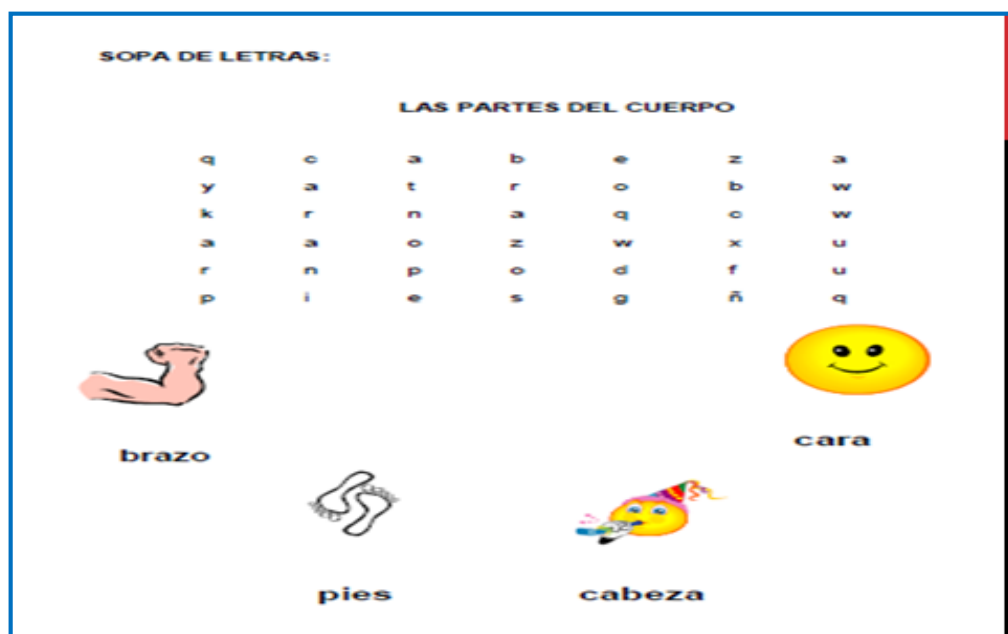 SOPA DE LETRAS:
LAS PARTES DEL CUERPO
q c a b e z a
y a t r o b w
k r n a q c w
a a o z w x u
r n p o d f u
p i e s g ñ q
brazo
cara
pies
cabeza